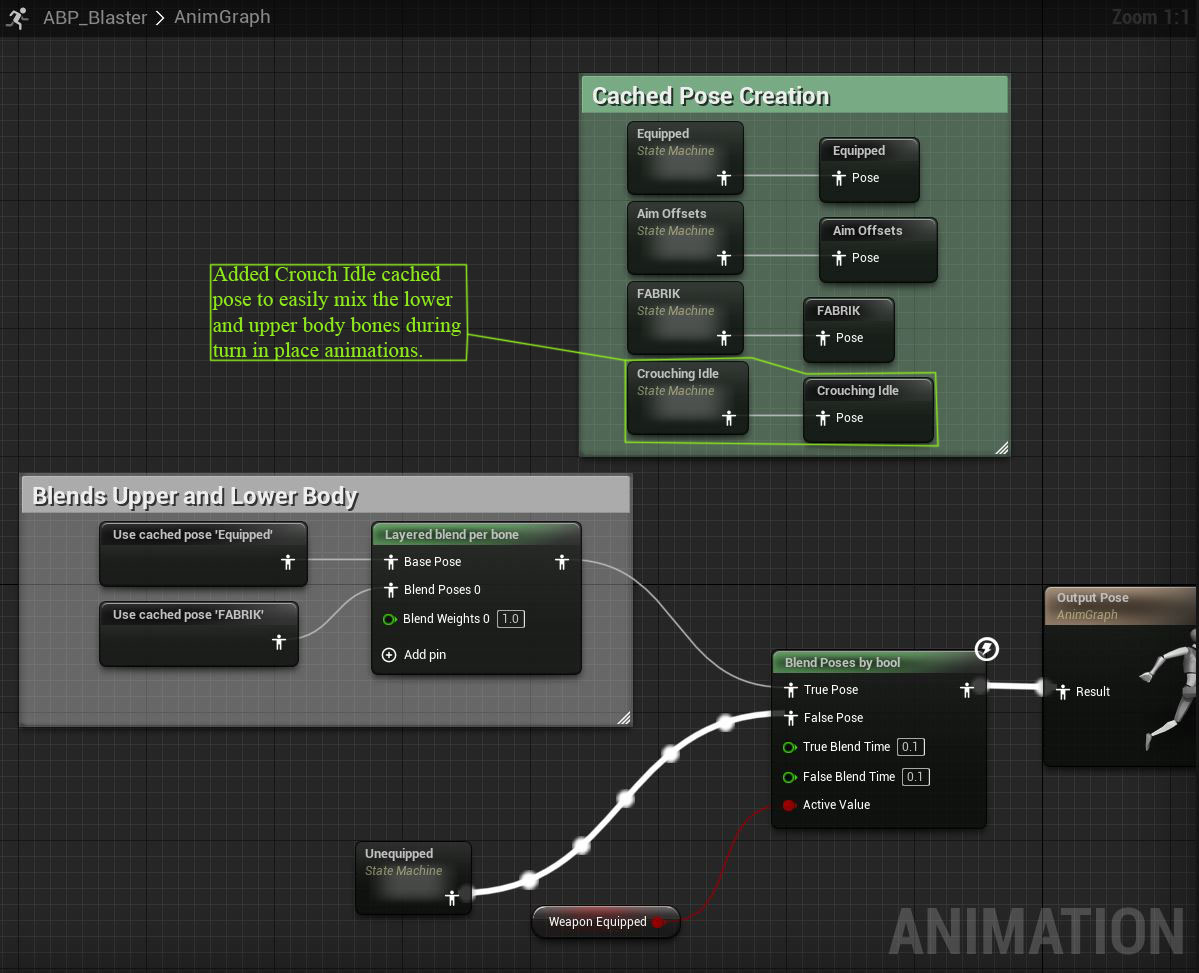 ABP_Blaster > AnimGraph
Zoom 1:1
Cached Pose Creation
Equipped
State Machine
Equipped
Pose
Aim Offsets
State Machine
Aim Offsets
Pose
Added Crouch Idle cached
pose to easily mix the lower
and upper body bones during
turn in place animations.
FABRIK
State Machine
FABRIK
Pose
Crouching Idle
State Machine
Crouching Idle
Pose
Blends Upper and Lower Body
Use cached pose 'Equipped'
Use cached pose 'FABRIK'
Layered blend per bone
Base Pose
Blend Poses 0
Blend Weights 0 1.0
Add pin
Output Pose
AnimGraph
Result
Blend Poses by bool
True Pose
False Pose
True Blend Time 0.1
False Blend Time 0.1
Active Value
Unequipped
State Machine
Weapon Equipped
ANIMATION